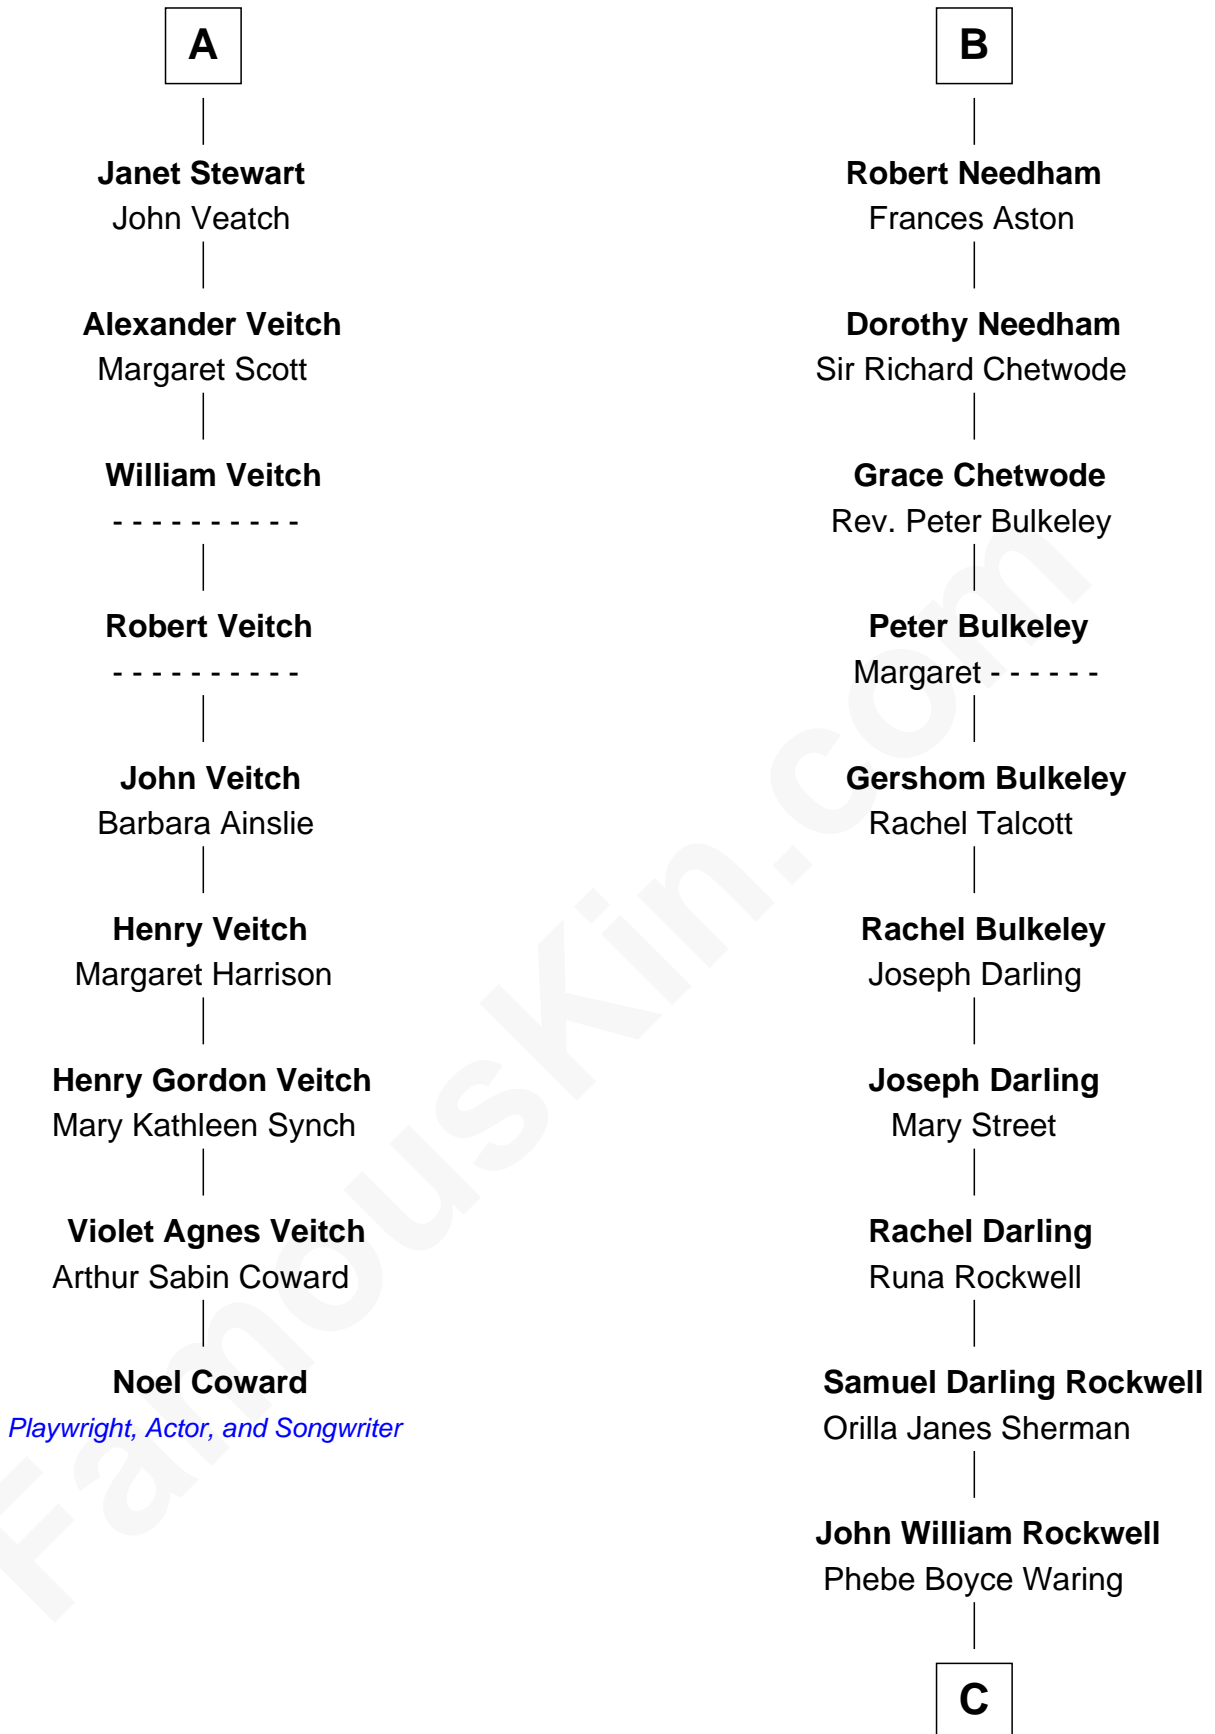 A
Janet Stewart
John Veatch
Alexander Veitch
Margaret Scott
William Veitch
- - - - - - - - - -
Robert Veitch
- - - - - - - - - -
John Veitch
Barbara Ainslie
Henry Veitch
Margaret Harrison
Henry Gordon Veitch
Mary Kathleen Synch
Violet Agnes Veitch
Arthur Sabin Coward
Noel Coward
Playwright, Actor, and Songwriter
B
Robert Needham
Frances Aston
Dorothy Needham
Sir Richard Chetwode
Grace Chetwode
Rev. Peter Bulkeley
Peter Bulkeley
Margaret - - - - - -
Gershom Bulkeley
Rachel Talcott
Rachel Bulkeley
Joseph Darling
Joseph Darling
Mary Street
Rachel Darling
Runa Rockwell
Samuel Darling Rockwell
Orilla Janes Sherman
John William Rockwell
Phebe Boyce Waring
C
FamousKin.com